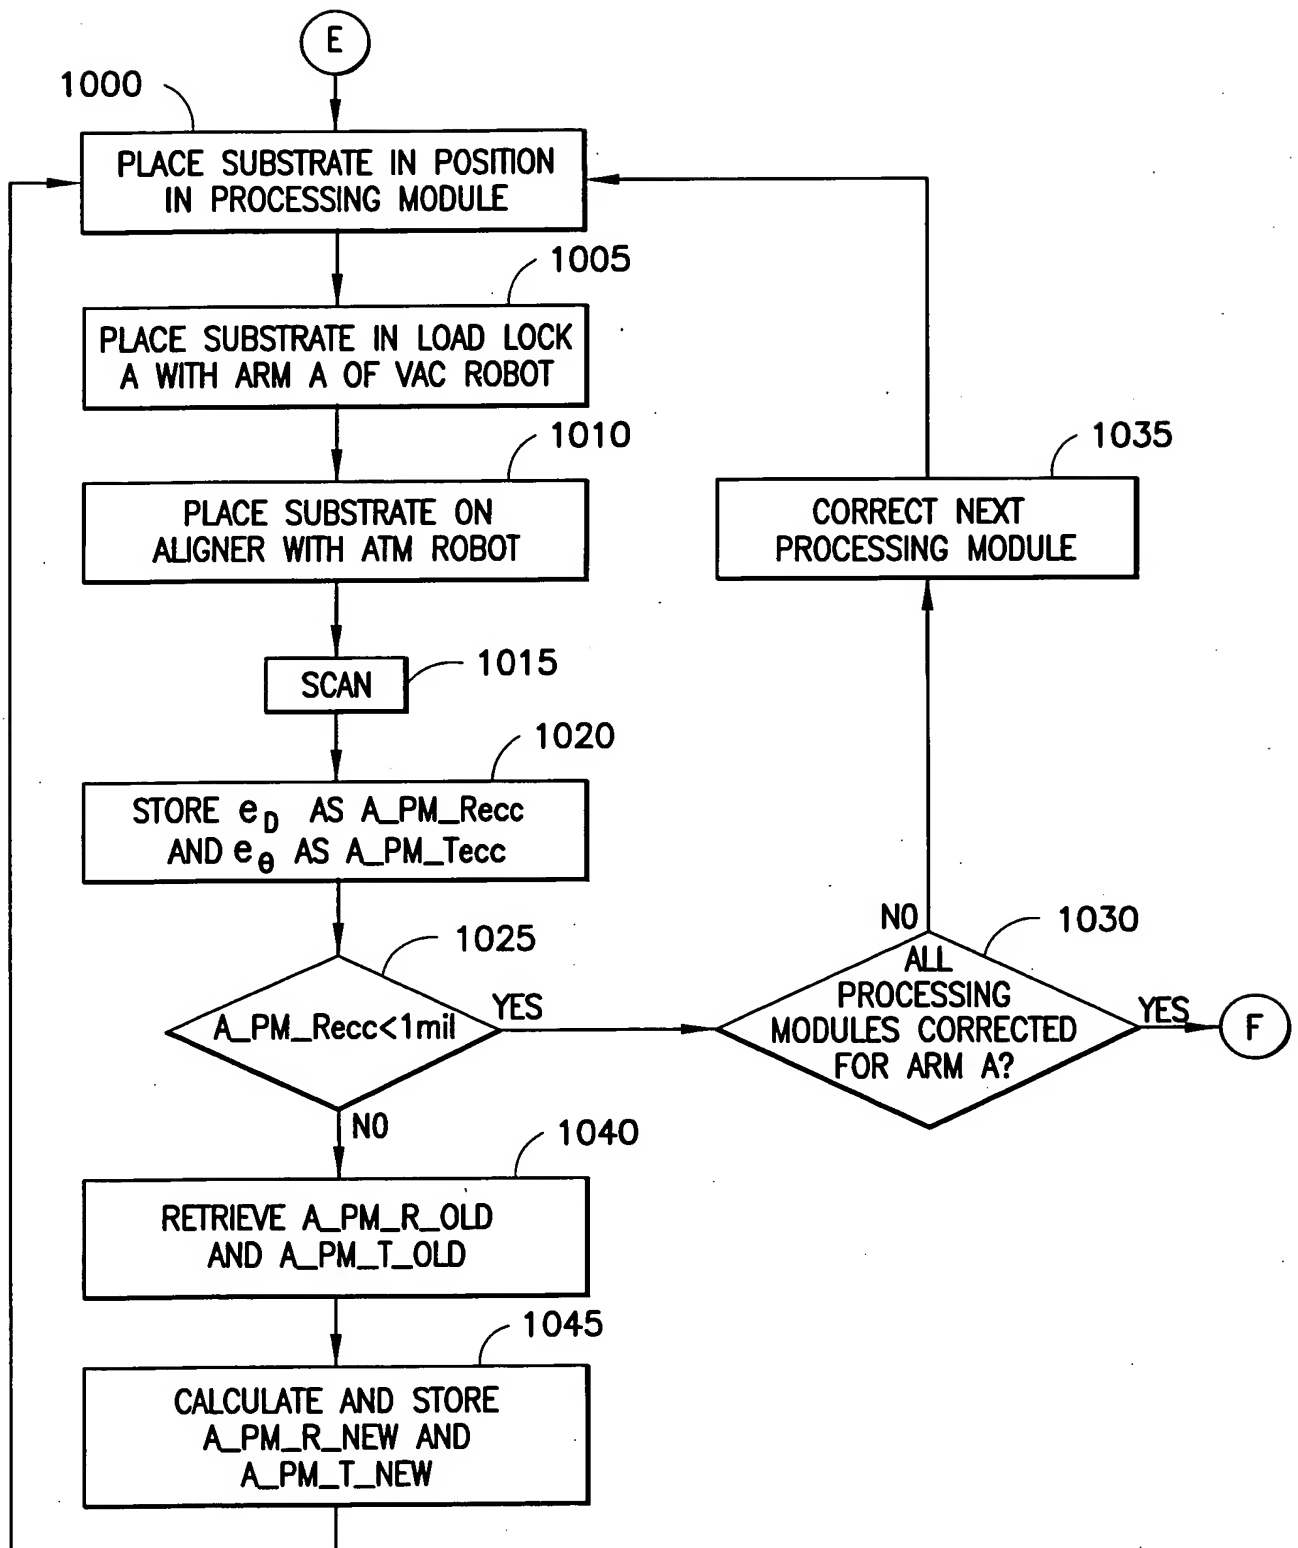 E
1000
PLACE SUBSTRATE IN POSITION
IN PROCESSING MODULE
1005
PLACE SUBSTRATE IN LOAD LOCK
A WITH ARM A OF VAC ROBOT
1010
PLACE SUBSTRATE ON
ALIGNER WITH ATM ROBOT
1035
CORRECT NEXT
PROCESSING MODULE
1015
SCAN
1020
STORE e_D AS A_PM_Recc
AND e_θ AS A_PM_Tecc
1025
A_PM_Recc<1mil
YES
NO
NO
1030
ALL
PROCESSING
MODULES CORRECTED
FOR ARM A?
YES
F
1040
RETRIEVE A_PM_R_OLD
AND A_PM_T_OLD
1045
CALCULATE AND STORE
A_PM_R_NEW AND
A_PM_T_NEW